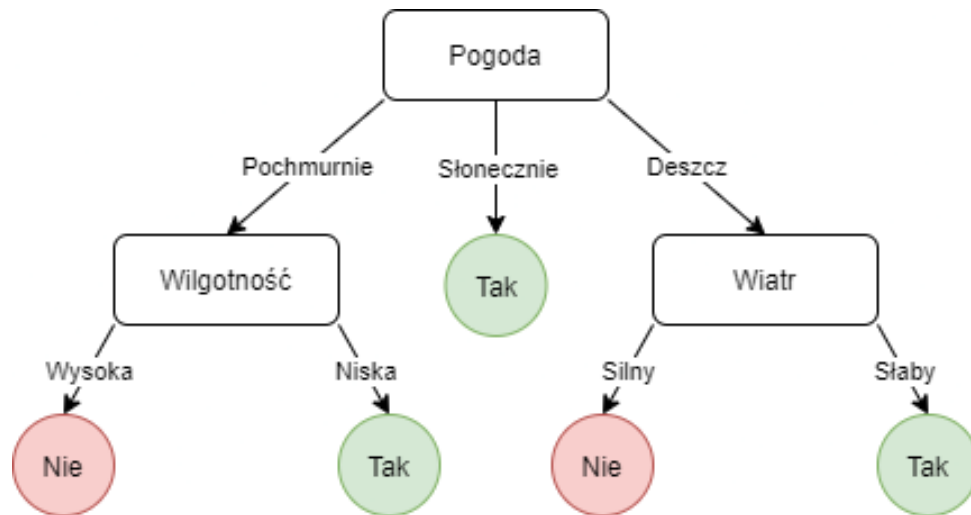 Pogoda
Pochmurnie
Słonecznie
Deszcz
Wilgotność
Tak
Wiatr
Wysoka
Niska
Silny
Słaby
Nie
Tak
Nie
Tak